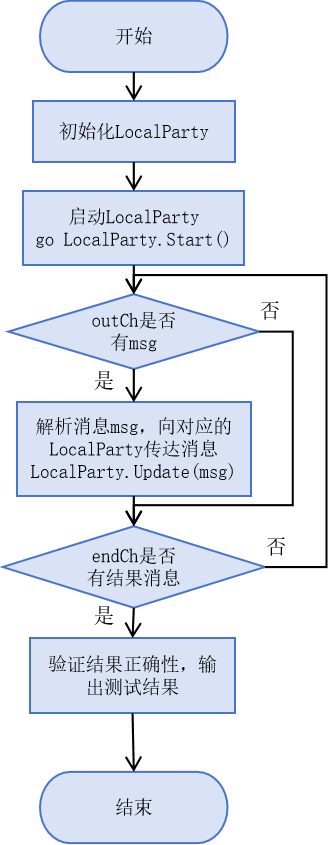 开始
初始化LocalParty
启动LocalParty
go LocalParty.Start()
outCh是否
有msg
否
是
解析消息msg，向对应的
LocalParty传达消息
LocalParty.Update(msg)
endCh是否
有结果消息
否
是
验证结果正确性，输
出测试结果
结束